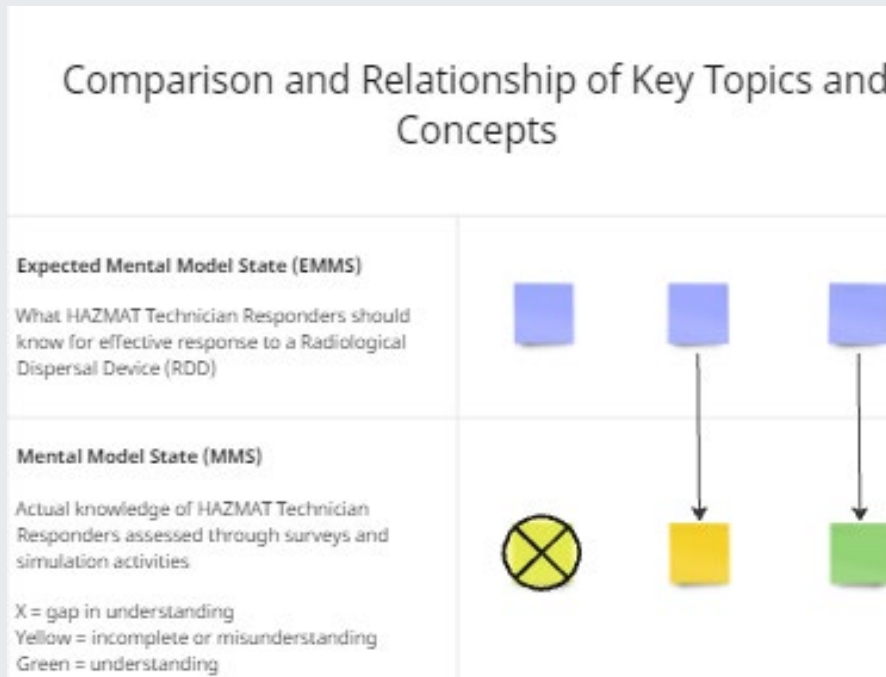 Comparison and Relationship of Key Topics and
Concepts
Expected Mental Model State (EMMS)
What HAZMAT Technician Responders should
know for effective response to a Radiological
Dispersal Device (RDD)
Mental Model State (MMS)
Actual knowledge of HAZMAT Technician
Responders assessed through surveys and
simulation activities
X = gap in understanding
Yellow = incomplete or misunderstanding
Green = understanding